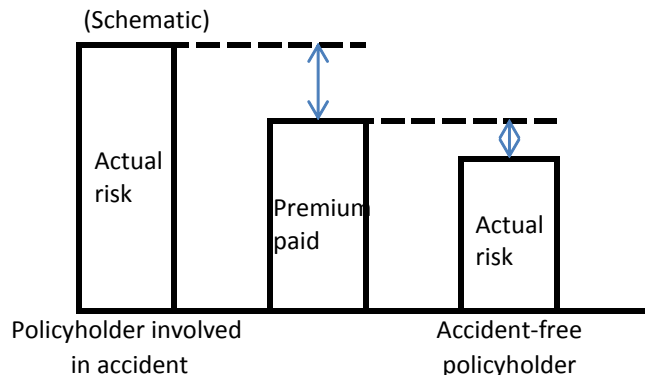 (Schematic)
Actual
risk
Premium
paid
Actual
risk
Policyholder involved
in accident
Accident-free
policyholder